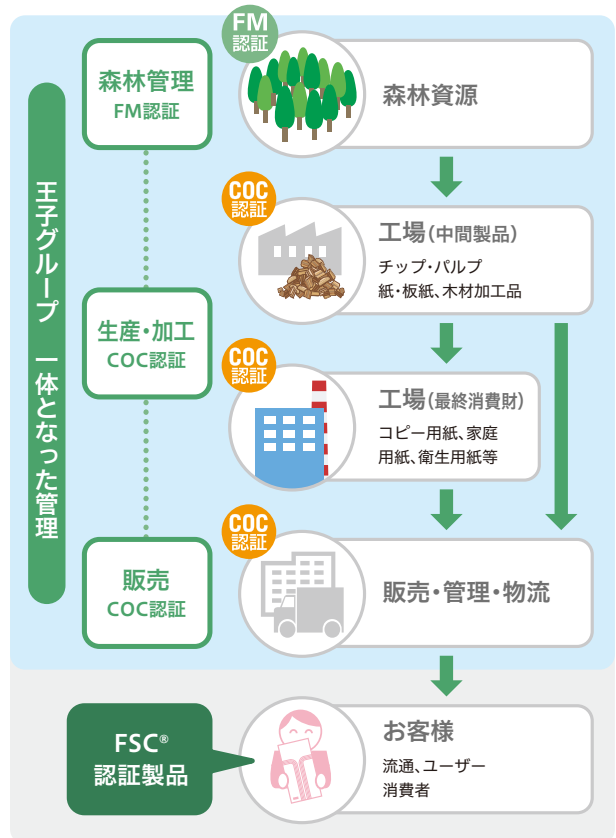 王子グループ 一体となった管理
森林管理
FM認証
FM
認証
森林資源
COC
認証
工場(中間製品)
チップ・パルプ
紙・板紙、木材加工品
生産・加工
COC認証
COC
認証
工場(最終消費財)
コピー用紙、家庭
用紙、衛生用紙等
販売
COC認証
COC
認証
販売・管理・物流
FSC®
認証製品
お客様
流通、ユーザー
消費者